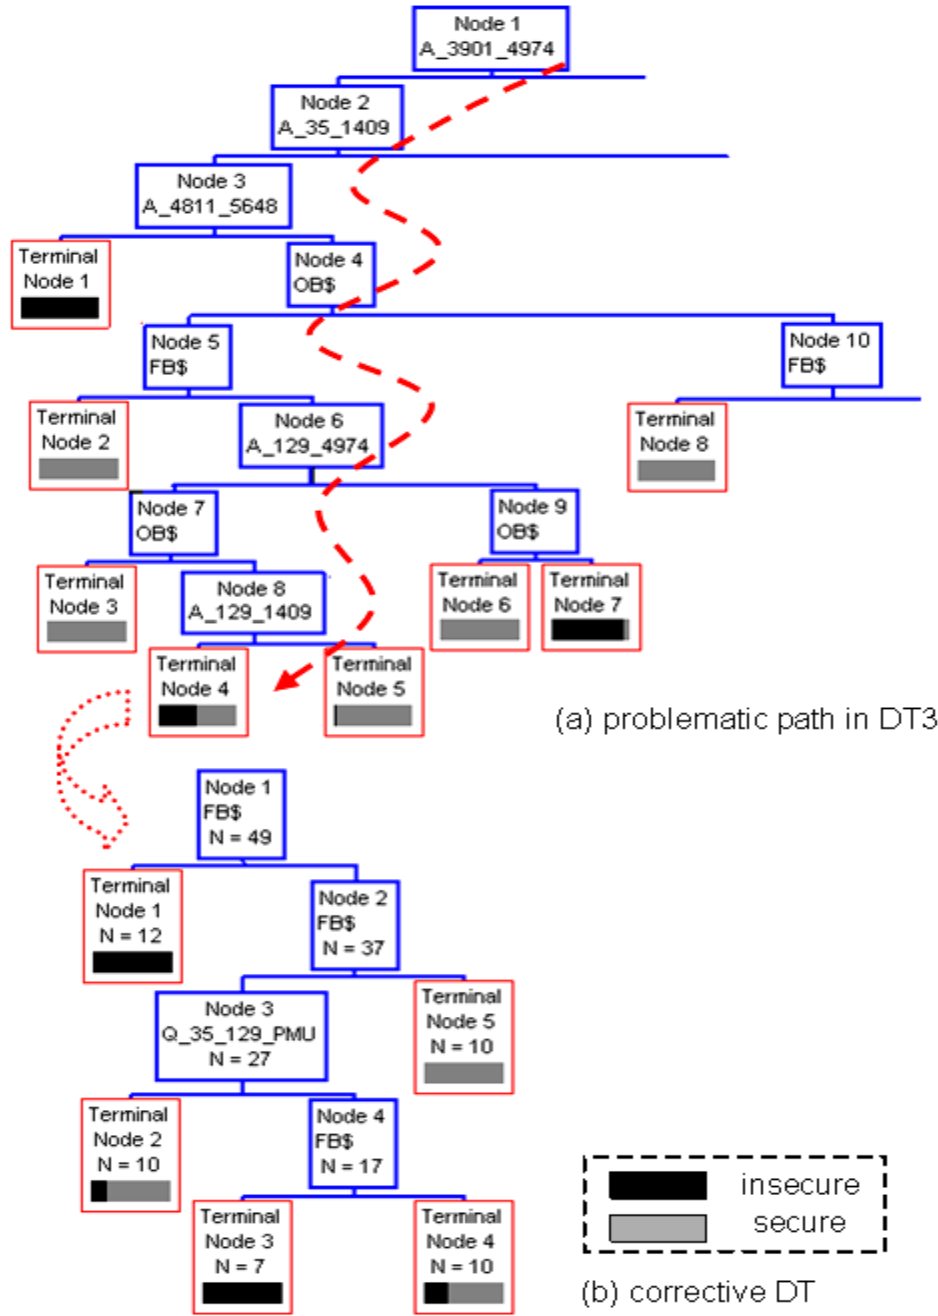 Node 1
A_3901_4974
Node 2
A_35_1409
Node 3
A_4811_5648
Terminal
Node 1
Node 4
OB$
Node 5
FB$
Node 10
FB$
Terminal
Node 2
Node 6
A_129_4974
Terminal
Node 8
Node 7
OB$
Node 9
OB$
Terminal
Node 3
Node 8
A_129_1409
Terminal
Node 6
Terminal
Node 7
Terminal
Node 4
Terminal
Node 5
(a) problematic path in DT3
Node 1
FB$
N = 49
Terminal
Node 1
N = 12
Node 2
FB$
N = 37
Node 3
Q_35_129_PMU
N = 27
Terminal
Node 5
N = 10
Terminal
Node 2
N = 10
Node 4
FB$
N = 17
Terminal
Node 3
N = 7
Terminal
Node 4
N = 10
insecure
secure
(b) corrective DT